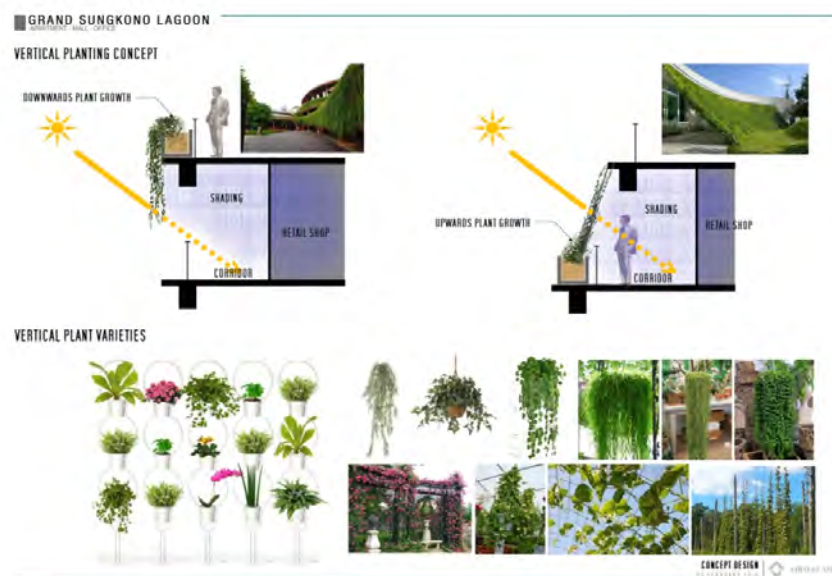 GRAND SUNGKONO LAGOON
APARTMENT · MALL · OFFICE
VERTICAL PLANTING CONCEPT
DOWNWARDS PLANT GROWTH
SHADING
RETAIL SHOP
CORRIDOR
SHADING
UPWARDS PLANT GROWTH
RETAIL SHOP
CORRIDOR
VERTICAL PLANT VARIETIES
CONCEPT DESIGN